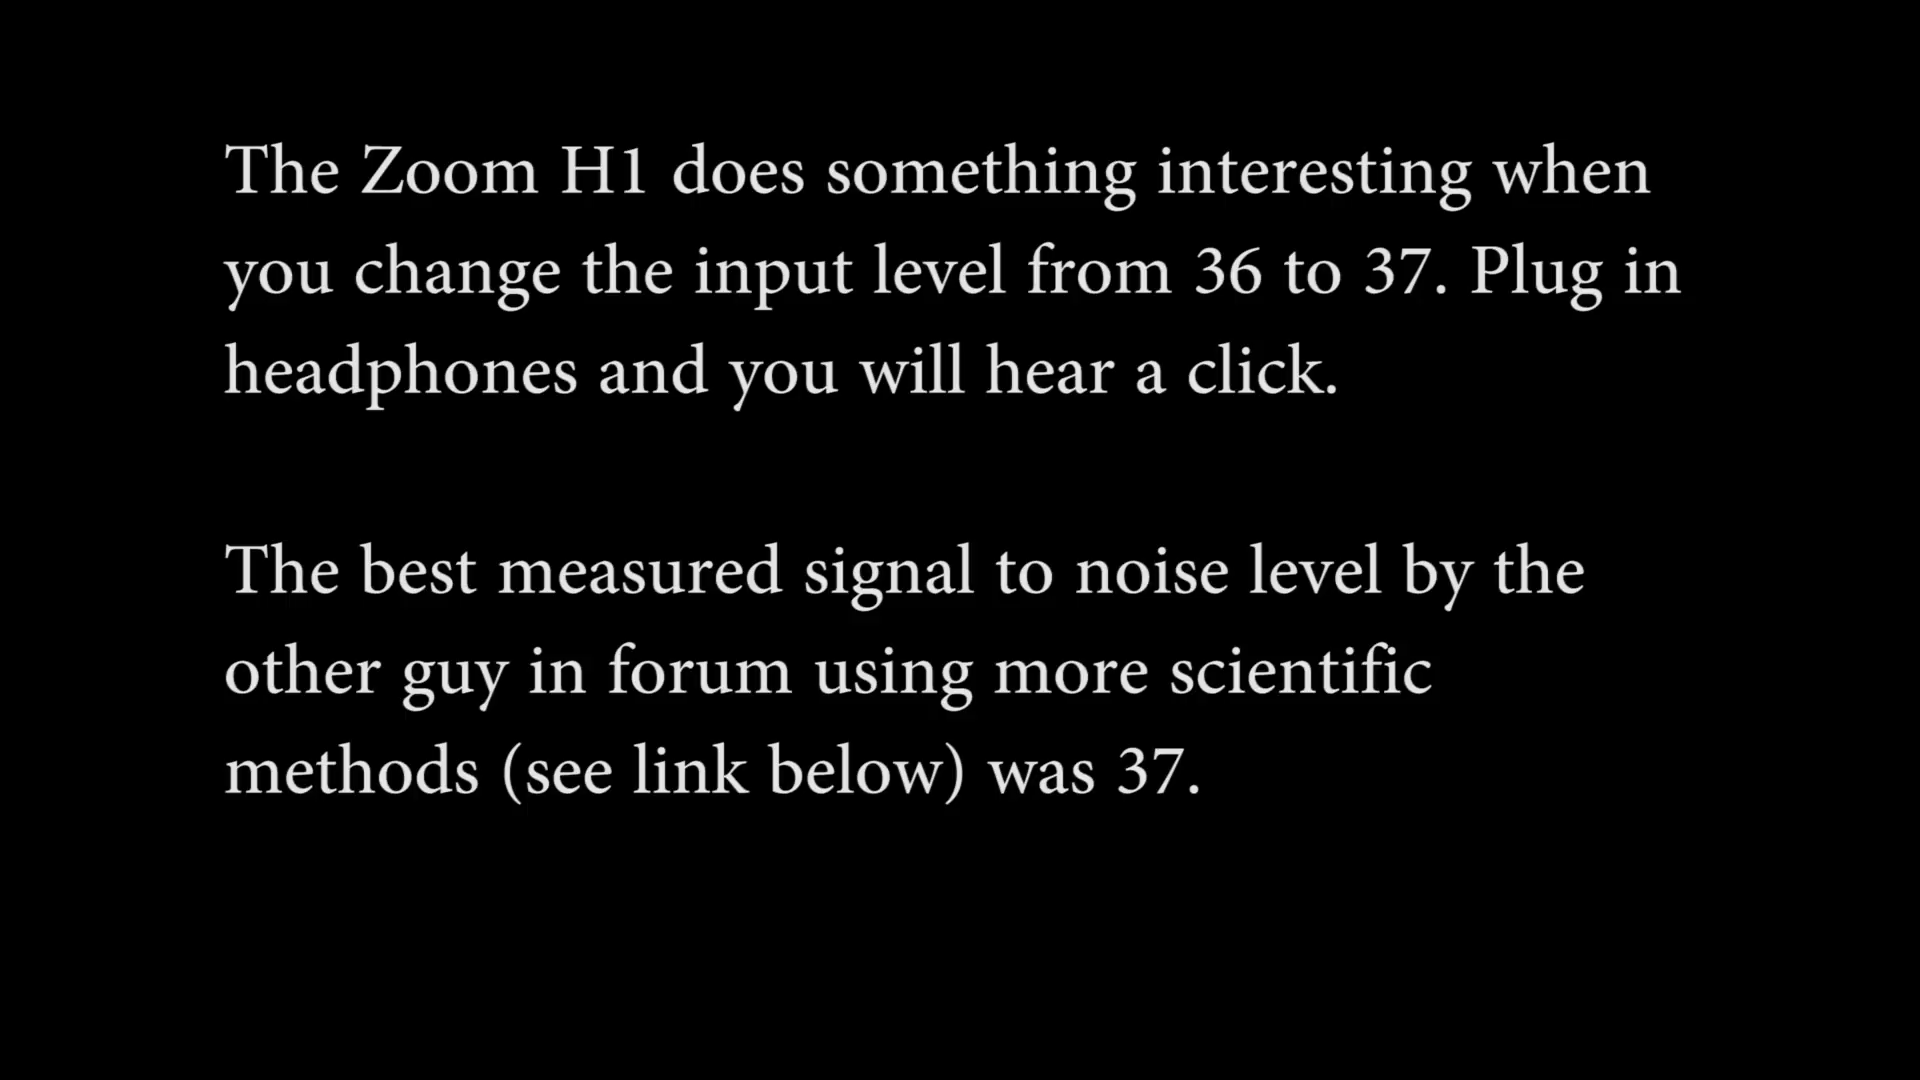 The Zoom H1 does something interesting when
you change the input level from 36 to 37. Plug in
headphones and you will hear a click.
The best measured signal to noise level by the
other guy in forum using more scientific
methods (see link below) was 37.